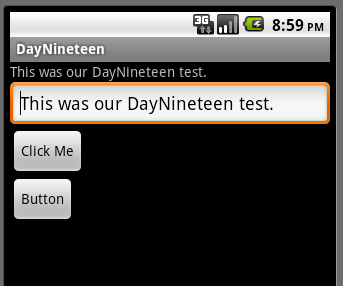 3G 8:59 PM
DayNineteen
This was our DayNineteen test.
This was our DayNineteen test.
Click Me
Button